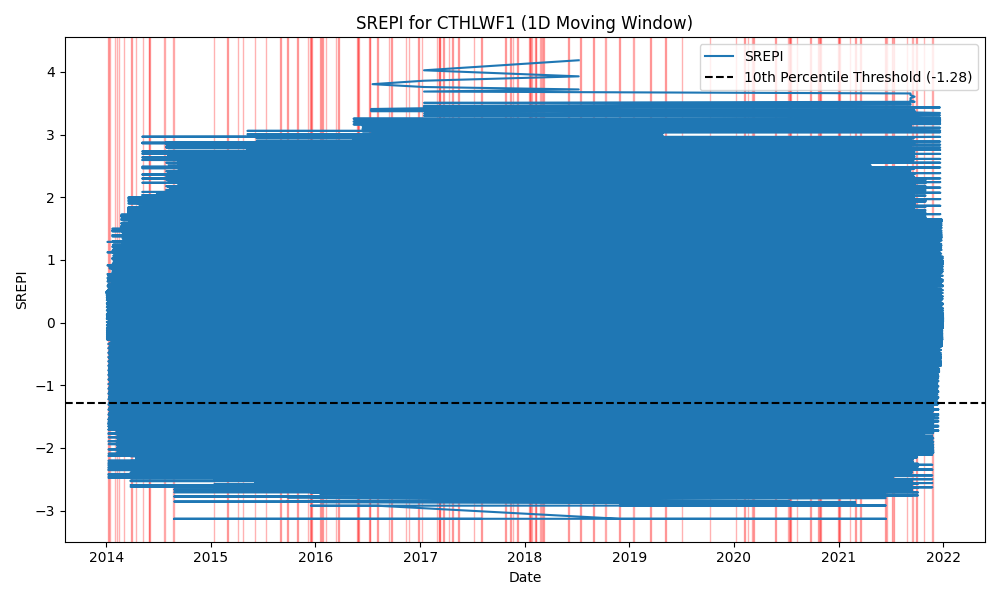 SREPI for CTHLWF1 (1D Moving Window)
SREPI
10th Percentile Threshold (-1.28)
SREPI
4
3
2
1
0
−1
−2
−3
2014 2015 2016 2017 2018 2019 2020 2021 2022
Date